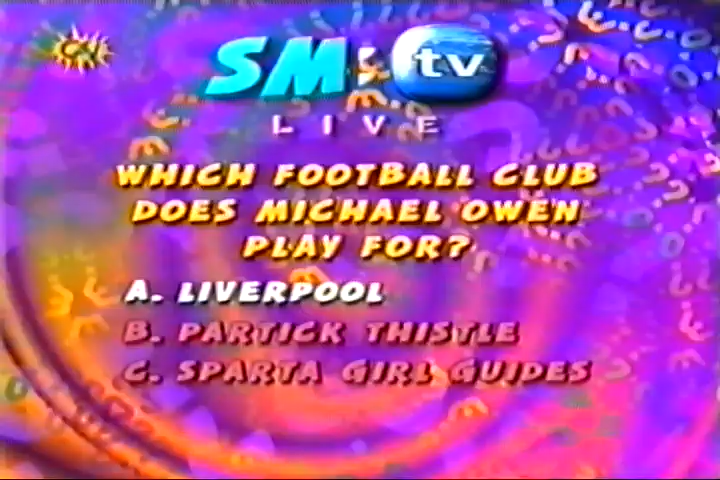 SM:tv
LIVE
WHICH FOOTBALL CLUB
DOES MICHAEL OWEN
PLAY FOR?
A. LIVERPOOL
B. PARTICK THISTLE
C. SPARTA GIRL GUIDES